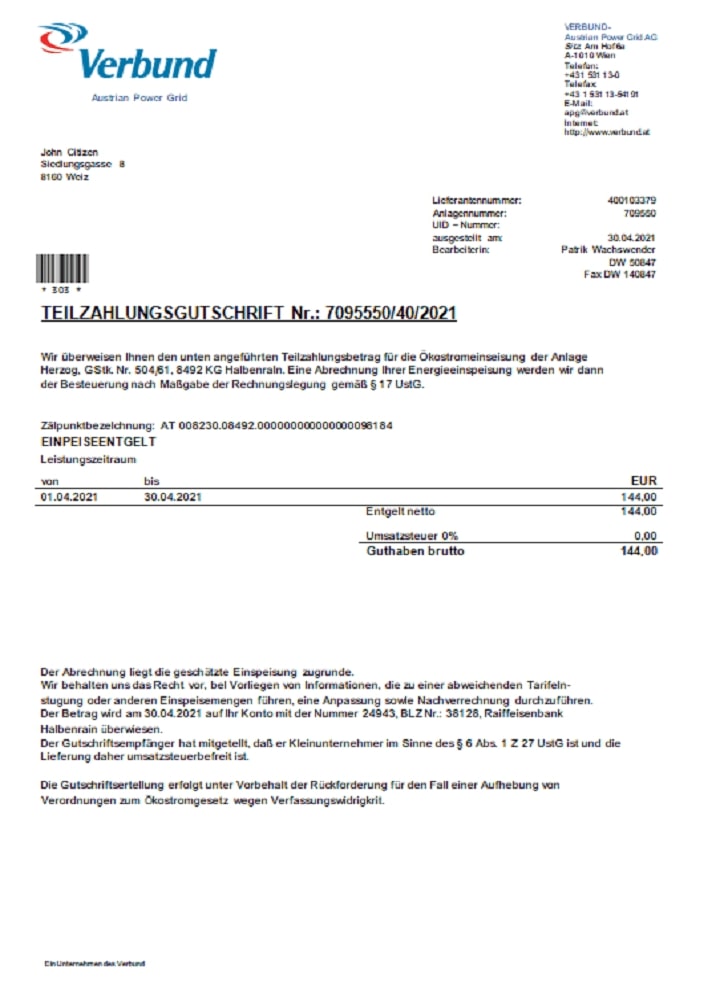 Verbund
Austrian Power Grid
VERBUND-
Austrian Power Grid AG
Sitz Am Hof 6a
A-1010 Wien
Telefon:
+431 531 13-0
Telefax
+43 1 531 13-54191
E-Mail:
apg@verbund.at
Internet:
http://www.verbund.at
John Citizen
Siedlungsgasse 8
8160 Weiz
Lieferantennummer: 400103379
Anlagennummer: 709550
UID – Nummer:
ausgestellt am: 30.04.2021
Bearbeiterin: Patrik Wachswender
DW 50847
Fax DW 140847
* 303 *
TEILZAHLUNGSGUTSCHRIFT Nr.: 7095550/40/2021
Wir überweisen Ihnen den unten angeführten Teilzahlungsbetrag für die Ökostromeinseisung der Anlage
Herzog, GStk. Nr. 504/61, 8492 KG Halbenraln. Eine Abrechnung Ihrer Energieeinspeisung werden wir dann
der Besteuerung nach Maßgabe der Rechnungslegung gemäß § 17 UstG.
Zälpunktbezelchnung: AT 008230.08492.00000000000000098184
EINPEISEENTGELT
Leistungszeitraum
von bis EUR
01.04.2021 30.04.2021 144,00
Entgelt netto 144,00
Umsatzsteuer 0% 0,00
Guthaben brutto 144,00
Der Abrechnung liegt die geschätzte Einspeisung zugrunde.
Wir behalten uns das Recht vor, bei Vorliegen von Informationen, die zu einer abweichenden Tarifeln-
stugung oder anderen Einspeisemengen führen, eine Anpassung sowle Nachverrechnung durchzuführen.
Der Betrag wird am 30.04.2021 auf Ihr Konto mit der Nummer 24943, BLZ Nr.: 38128, Raiffeisenbank
Halbenrain überwiesen.
Der Gutschriftsempfänger hat mitgetellt, daß er Kleinunternehmer im Sinne des § 6 Abs. 1 Z 27 UstG ist und die
Lieferung daher umsatzsteuerbefreit ist.
Die Gutschriftsertellung erfolgt unter Vorbehalt der Rückforderung für den Fall einer Aufhebung von
Verordnungen zum Ökostromgesetz wegen Verfassungswidrigkrit.
Ein Unternehmen des Verbund